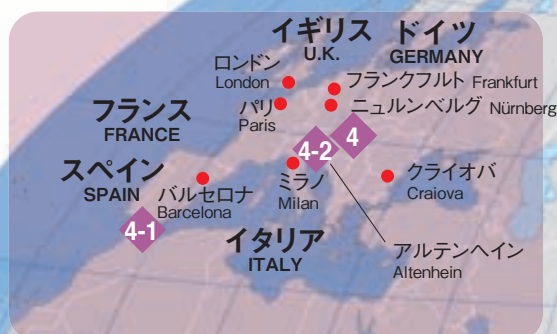 イギリス
U.K.
ドイツ
GERMANY
ロンドン
London
フランクフルト Frankfurt
パリ
Paris
ニュルンベルグ Nürnberg
フランス
FRANCE
4
4-2
スペイン
SPAIN
バルセロナ
Barcelona
ミラノ
Milan
クライオバ
Craiova
4-1
イタリア
ITALY
アルテンヘイン
Altenhein